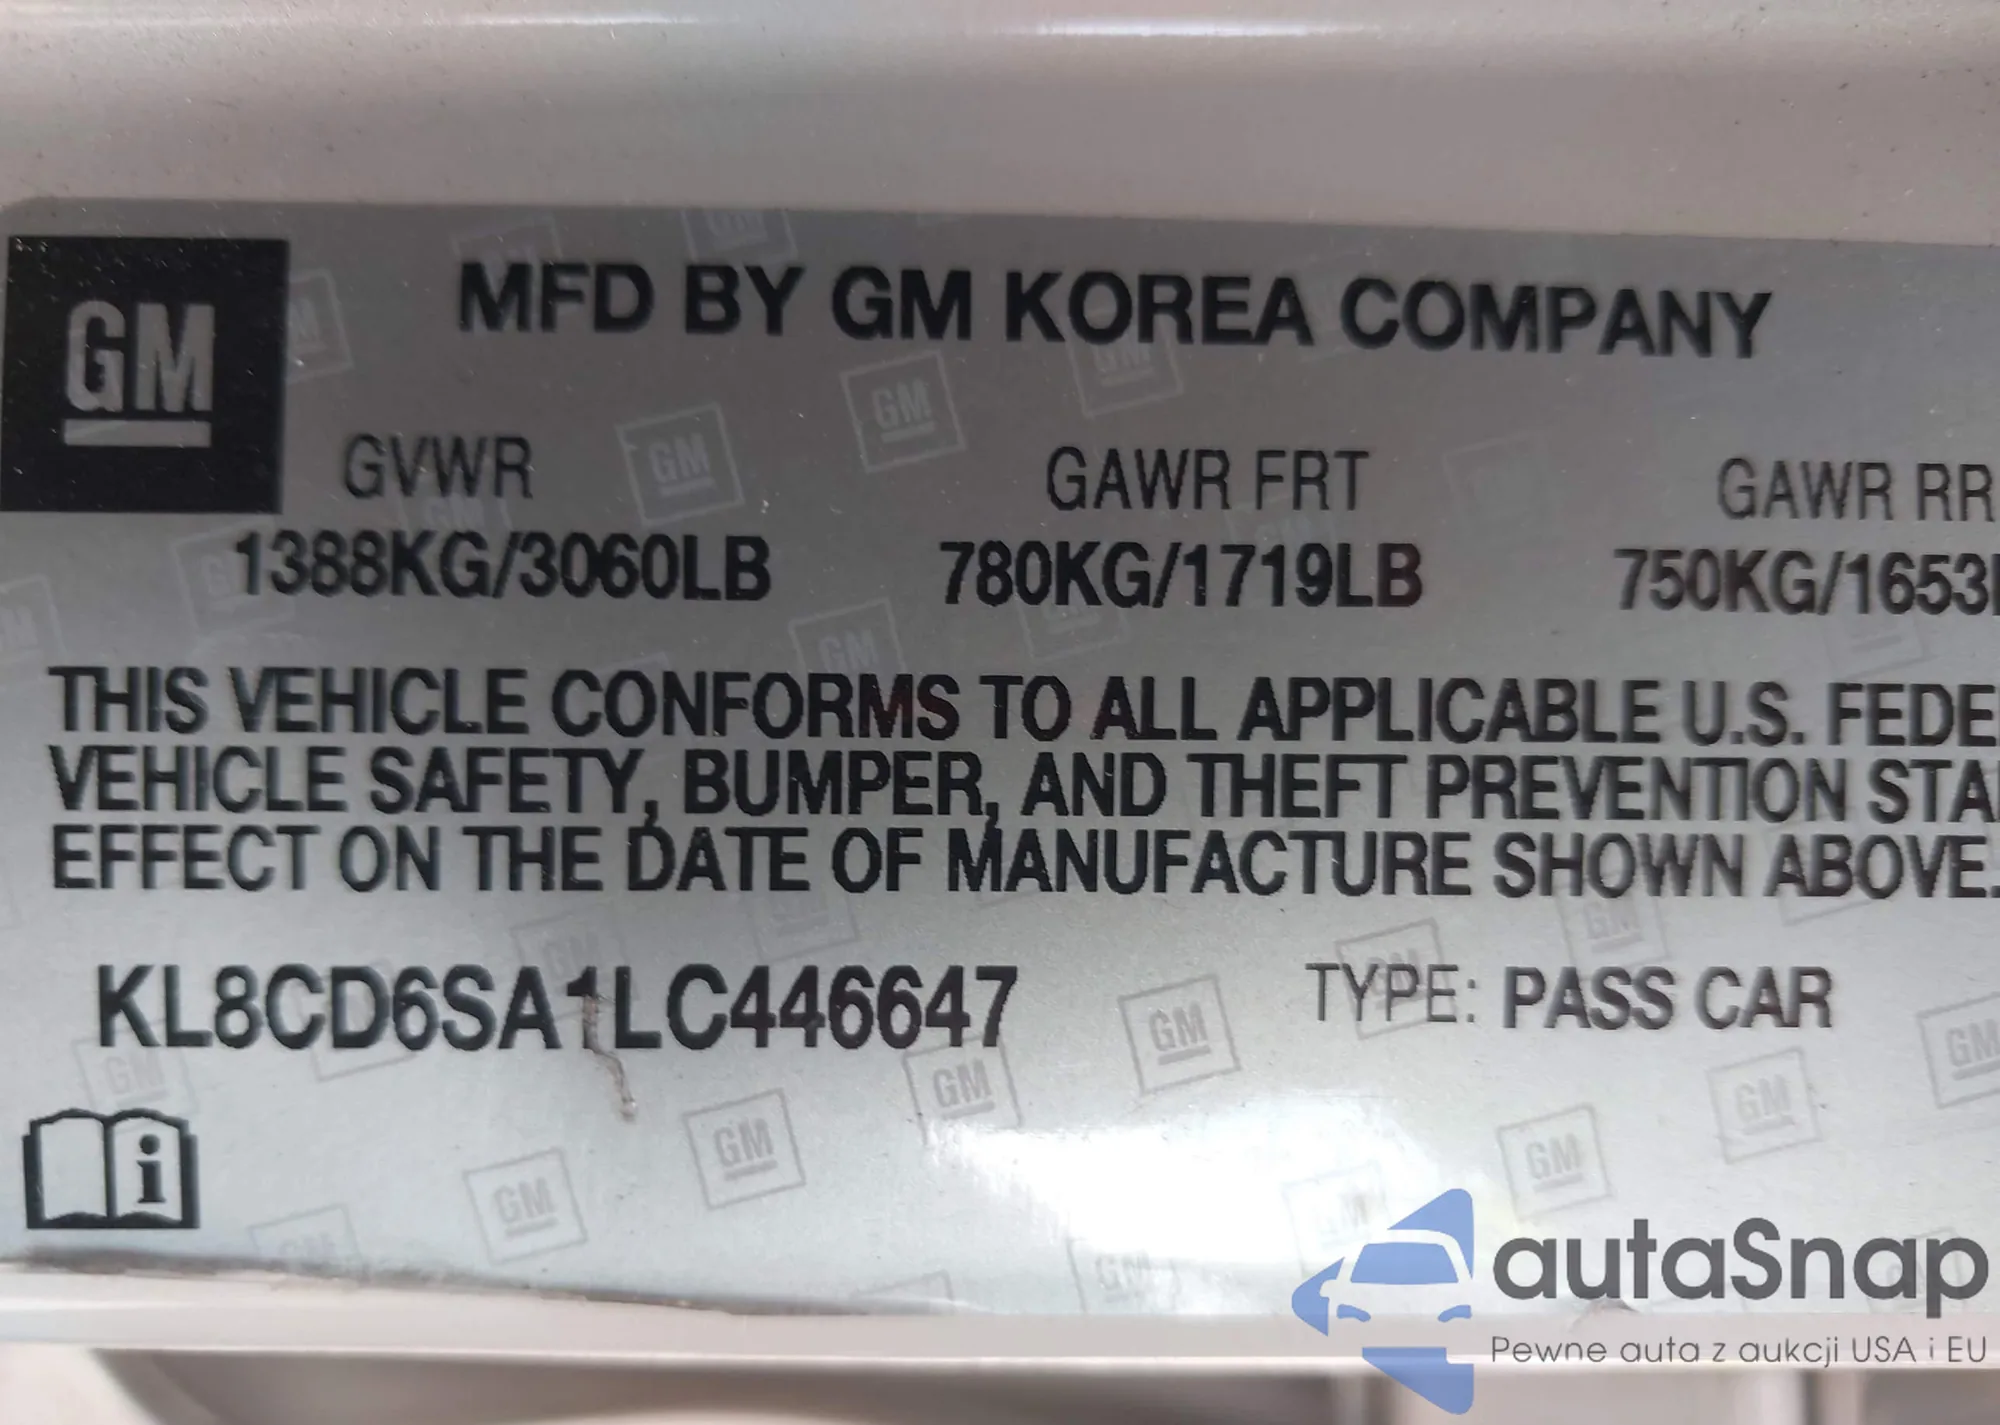 GM
MFD BY GM KOREA COMPANY
GVWR GAWR FRT GAWR RR
1388KG/3060LB 780KG/1719LB 750KG/1653
THIS VEHICLE CONFORMS TO ALL APPLICABLE U.S. FEDE
VEHICLE SAFETY, BUMPER, AND THEFT PREVENTION STA
EFFECT ON THE DATE OF MANUFACTURE SHOWN ABOVE.
KL8CD6SA1LC446647 TYPE: PASS CAR
i
autaSnap
Pewne auta z aukcji USA i EU